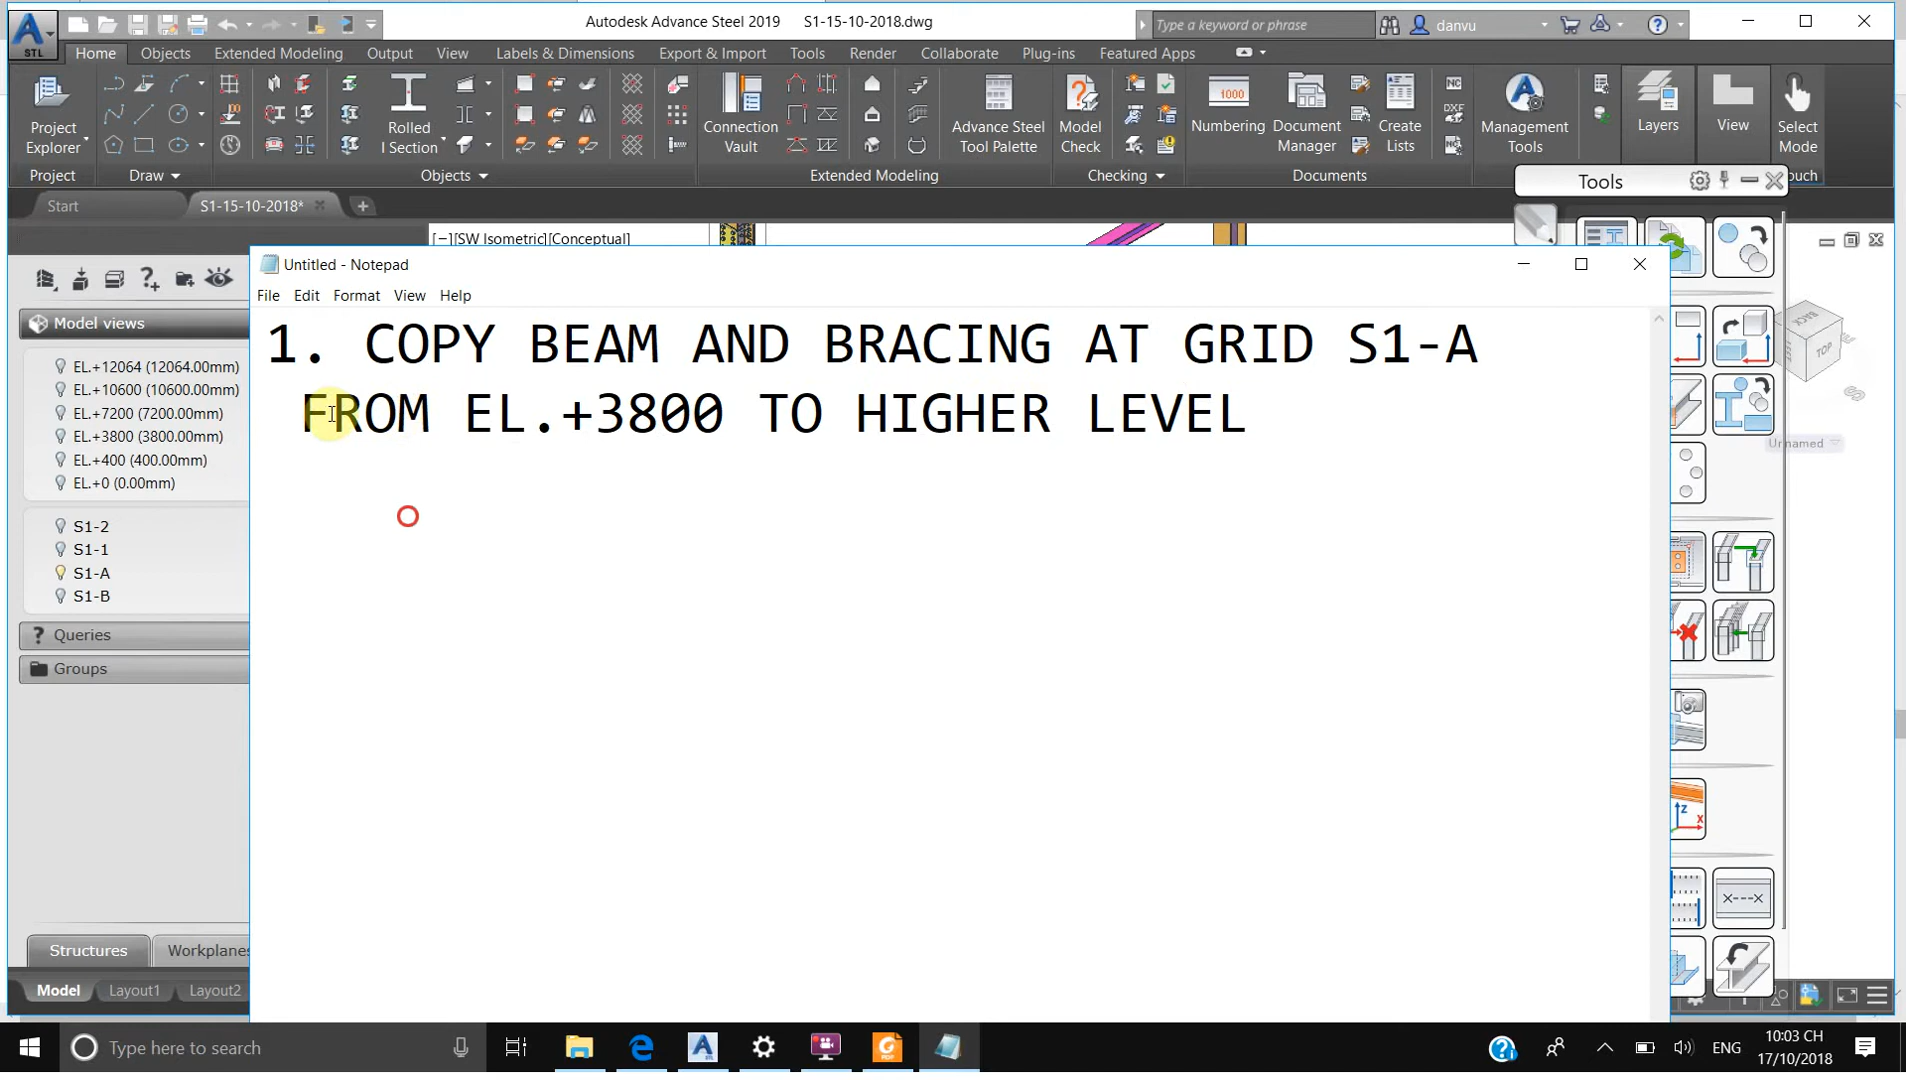 Autodesk Advance Steel 2019 S1-15-10-2018.dwg
Type a keyword or phrase
danvu
STL
Home Objects Extended Modeling Output View Labels & Dimensions Export & Import Tools Render Collaborate Plug-ins Featured Apps
Project Explorer
Rolled I Section
Connection Vault
Advance Steel Tool Palette
Model Check
1000
Numbering
Document Manager
Create Lists
NC
DXF
Management Tools
Layers
View
Select Mode
Project Draw Objects Extended Modeling Checking Documents
ouch
Tools
Start
S1-15-10-2018*
[−][SW Isometric][Conceptual]
Untitled - Notepad
File Edit Format View Help
1. COPY BEAM AND BRACING AT GRID S1-A
FROM EL.+3800 TO HIGHER LEVEL
Model views
EL.+12064 (12064.00mm)
EL.+10600 (10600.00mm)
EL.+7200 (7200.00mm)
EL.+3800 (3800.00mm)
EL.+400 (400.00mm)
EL.+0 (0.00mm)
S1-2
S1-1
S1-A
S1-B
Queries
Groups
BACK
TOP
Unnamed
Z
X
X---X
Structures Workplanes
Model Layout1 Layout2
Type here to search
ENG
10:03 CH
17/10/2018